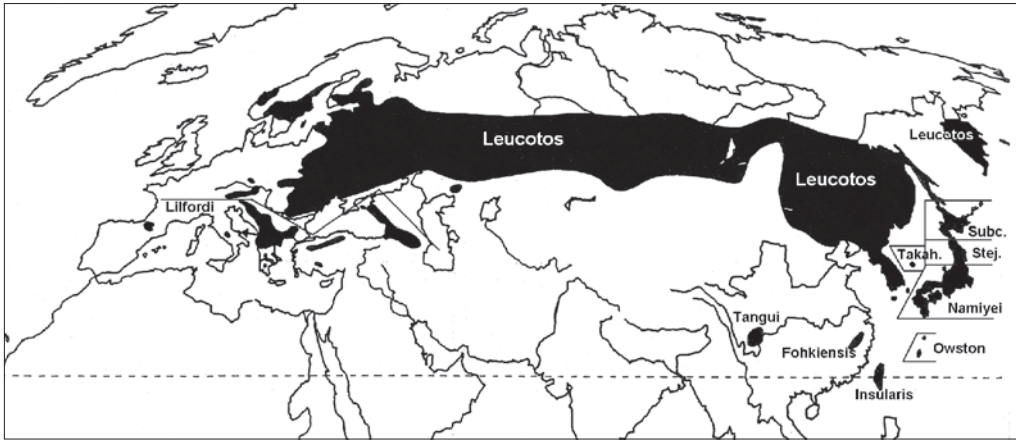 Leucotos
Leucotos
Leucotos
Lilfordi
Subc.
Takah.
Stej.
Namiyei
Tangui
Fohkiensis
Owston
Insularis